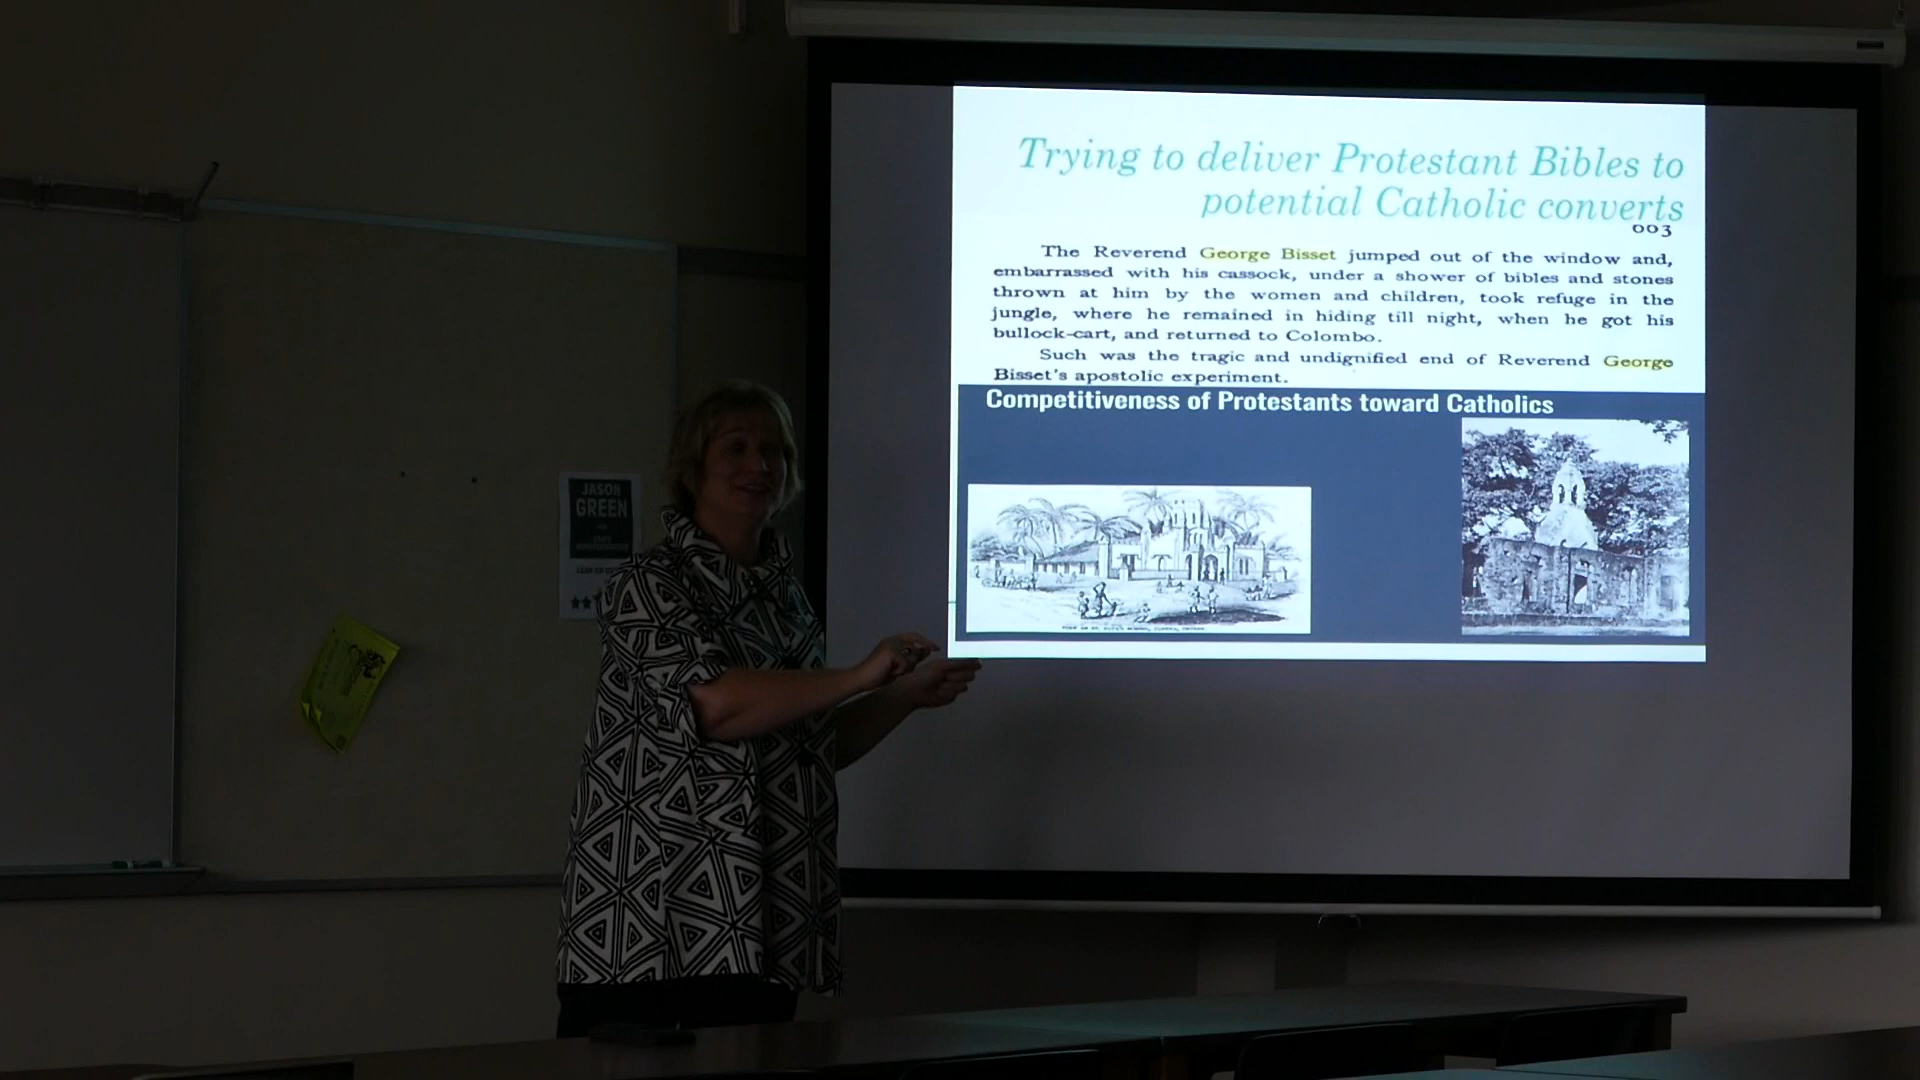 Trying to deliver Protestant Bibles to
potential Catholic converts
003
The Reverend George Bisset jumped out of the window and,
embarrassed with his cassock, under a shower of bibles and stones
thrown at him by the women and children, took refuge in the
jungle, where he remained in hiding till night, when he got his
bullock-cart, and returned to Colombo.
Such was the tragic and undignified end of Reverend George
Bisset's apostolic experiment.
Competitiveness of Protestants toward Catholics
JASON
GREEN